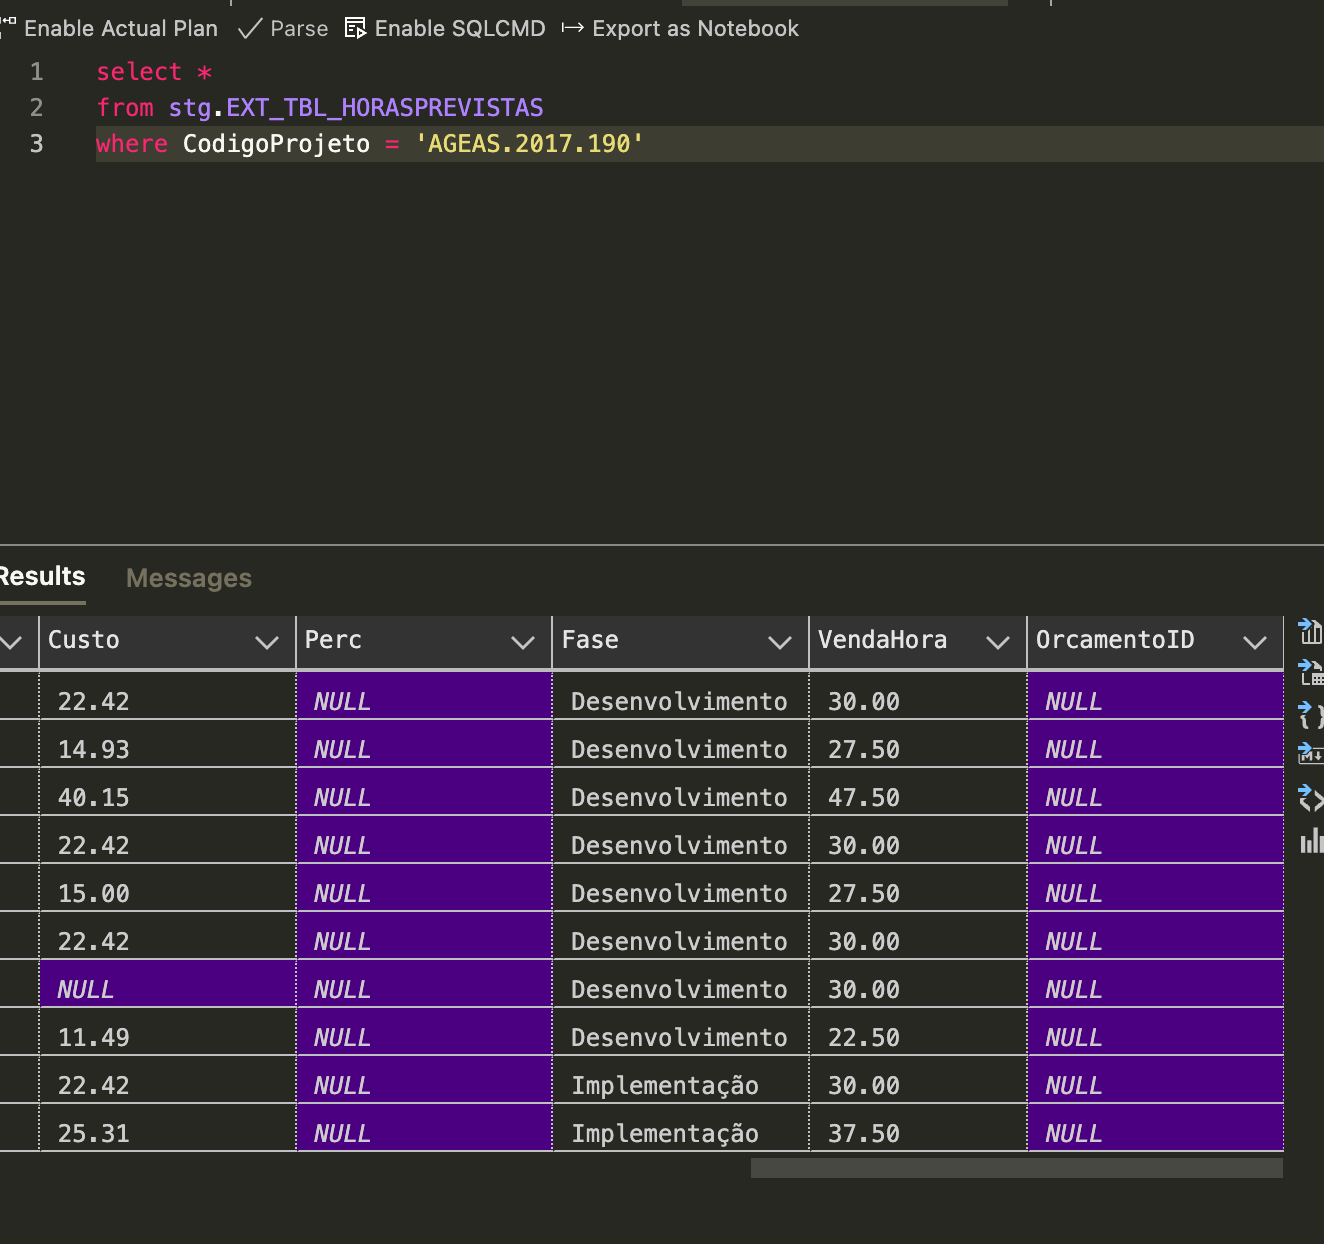 Enable Actual Plan Parse Enable SQLCMD Export as Notebook
1 select *
2 from stg.EXT_TBL_HORASPREVISTAS
3 where CodigoProjeto = 'AGEAS.2017.190'
Results Messages
Custo Perc Fase VendaHora OrcamentoID
22.42 NULL Desenvolvimento 30.00 NULL
14.93 NULL Desenvolvimento 27.50 NULL
40.15 NULL Desenvolvimento 47.50 NULL
22.42 NULL Desenvolvimento 30.00 NULL
15.00 NULL Desenvolvimento 27.50 NULL
22.42 NULL Desenvolvimento 30.00 NULL
NULL NULL Desenvolvimento 30.00 NULL
11.49 NULL Desenvolvimento 22.50 NULL
22.42 NULL Implementação 30.00 NULL
25.31 NULL Implementação 37.50 NULL